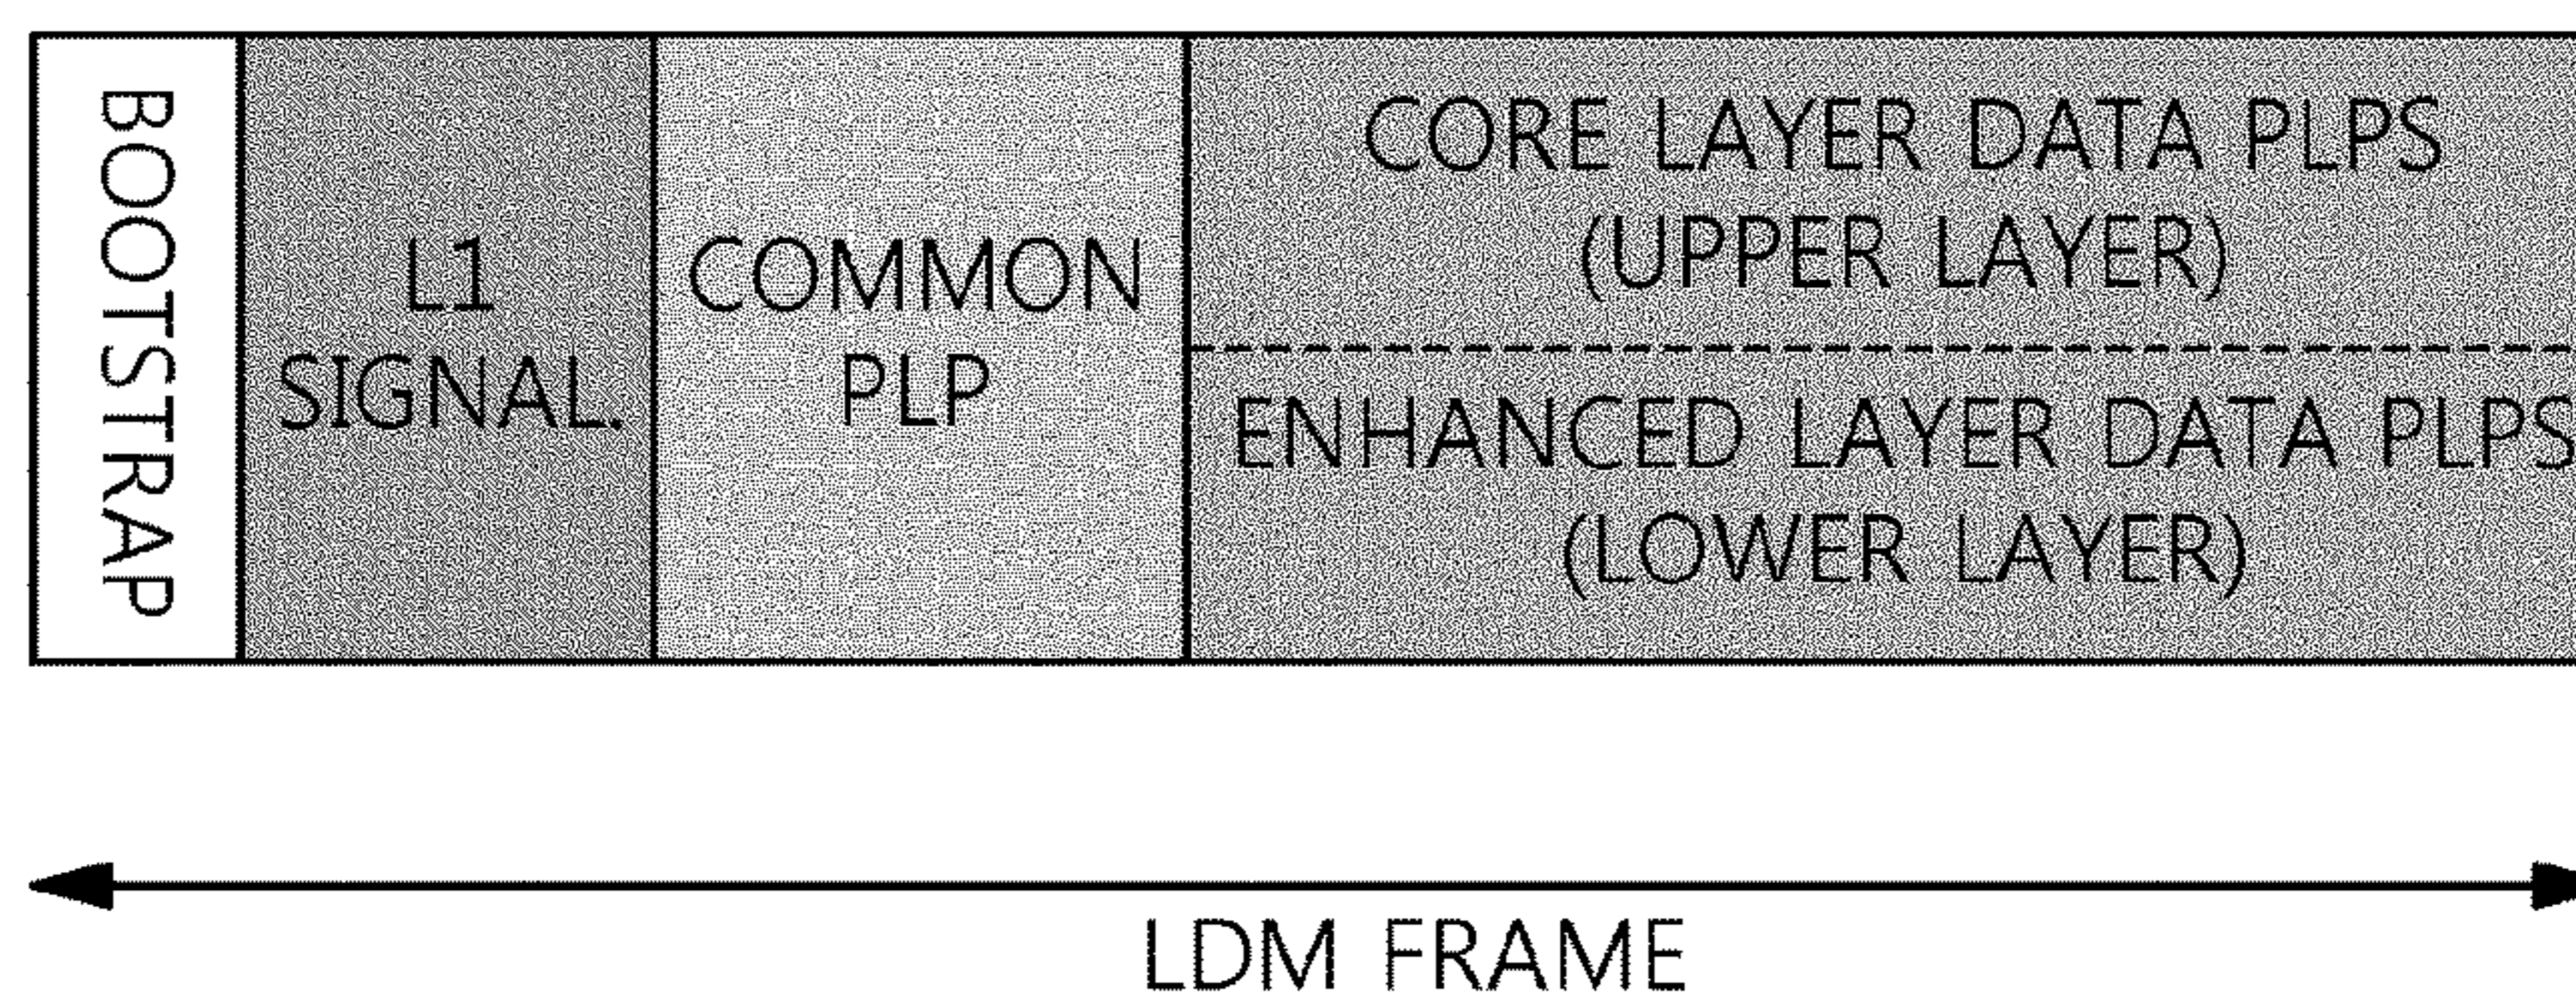 BOOTSTRAP
L1
SIGNAL.
COMMON
PLP
CORE LAYER DATA PLPS
(UPPER LAYER)
ENHANCED LAYER DATA PLPS
(LOWER LAYER)
LDM FRAME